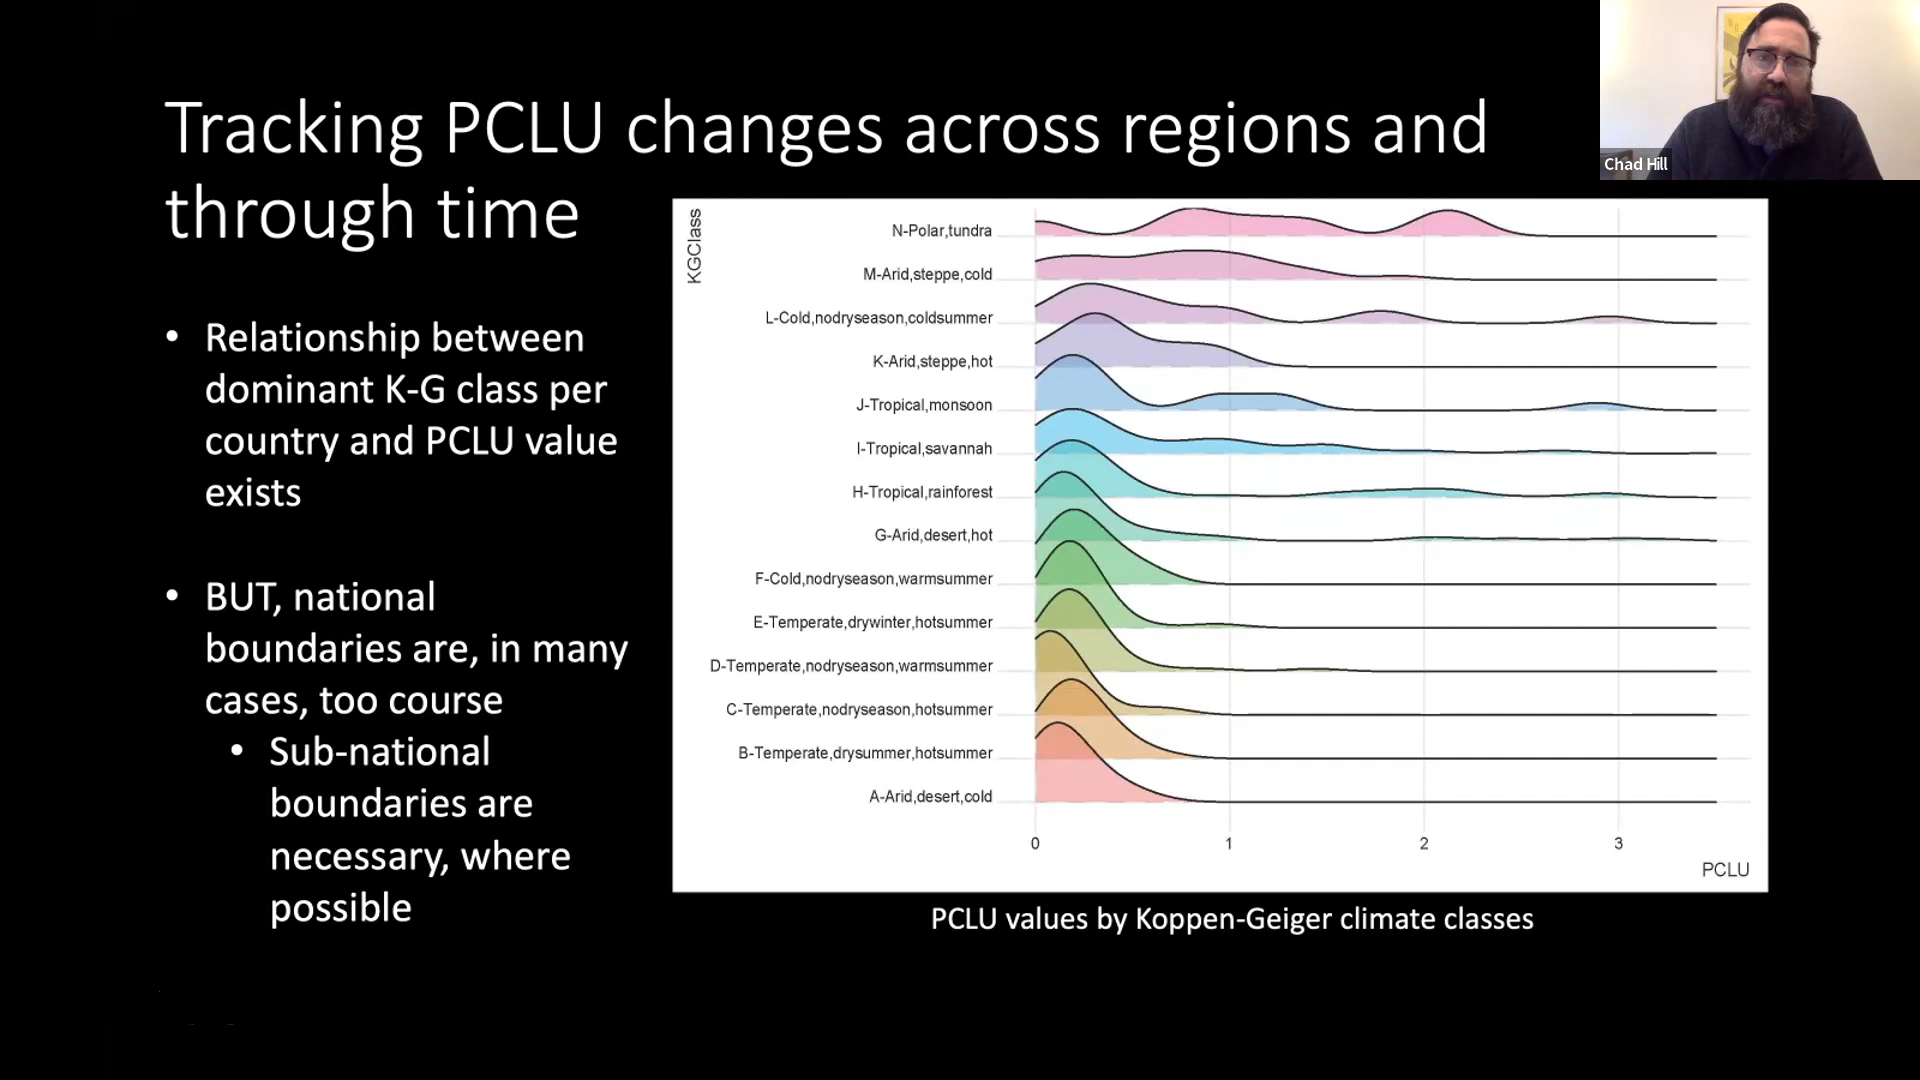 Tracking PCLU changes across regions and
through time
Chad Hill
• Relationship between
dominant K-G class per
country and PCLU value
exists
• BUT, national
boundaries are, in many
cases, too course
• Sub-national
boundaries are
necessary, where
possible
KGClass
N-Polar,tundra
M-Arid,steppe,cold
L-Cold,nodryseason,coldsummer
K-Arid,steppe,hot
J-Tropical,monsoon
I-Tropical,savannah
H-Tropical,rainforest
G-Arid,desert,hot
F-Cold,nodryseason,warmsummer
E-Temperate,drywinter,hotsummer
D-Temperate,nodryseason,warmsummer
C-Temperate,nodryseason,hotsummer
B-Temperate,drysummer,hotsummer
A-Arid,desert,cold
0 1 2 3
PCLU
PCLU values by Koppen-Geiger climate classes